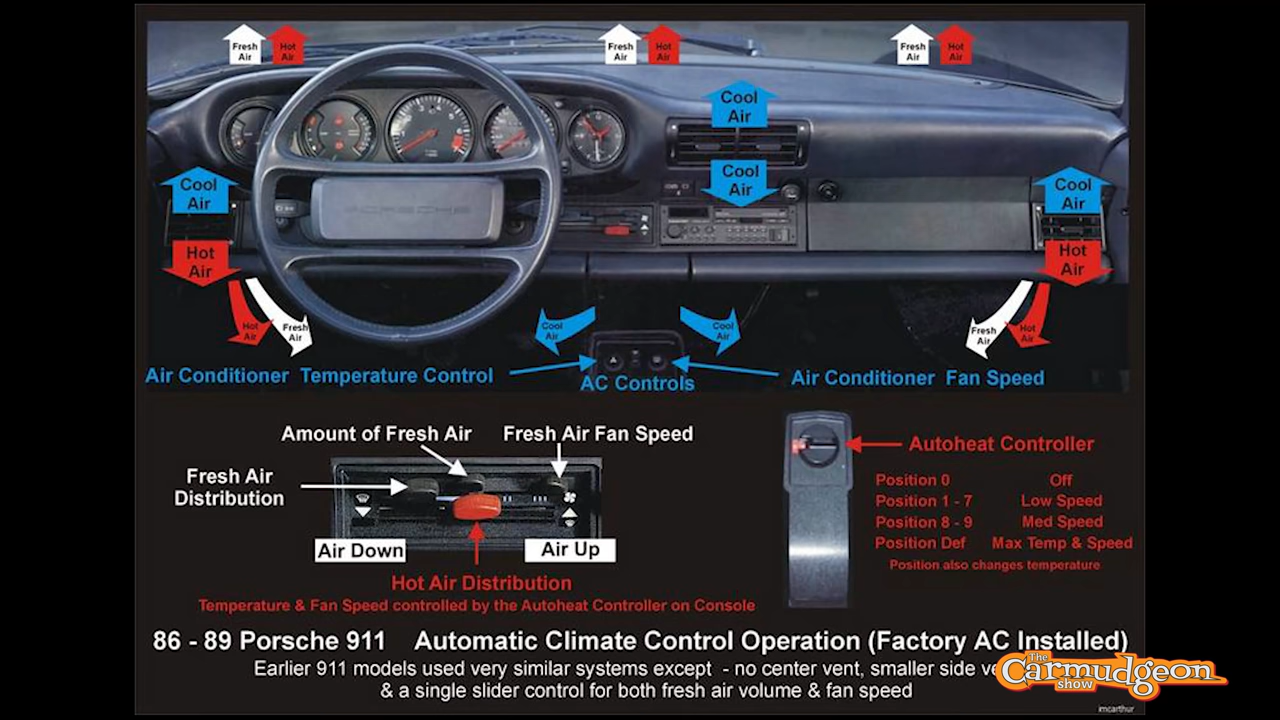 Fresh Air
Hot Air
Fresh Air
Hot Air
Fresh Air
Hot Air
Cool Air
Cool Air
Cool Air
Cool Air
PORSCHE
Hot Air
Hot Air
Hot Air
Fresh Air
Cool Air
Cool Air
Fresh Air
Hot Air
Air Conditioner Temperature Control
AC Controls
Air Conditioner Fan Speed
Amount of Fresh Air
Fresh Air Fan Speed
Fresh Air
Distribution
Air Down
Air Up
Hot Air Distribution
Temperature & Fan Speed controlled by the Autoheat Controller on Console
Autoheat Controller
Position 0 Off
Position 1 - 7 Low Speed
Position 8 - 9 Med Speed
Position Def Max Temp & Speed
Position also changes temperature
86 - 89 Porsche 911 Automatic Climate Control Operation (Factory AC Installed)
Earlier 911 models used very similar systems except - no center vent, smaller side
& a single slider control for both fresh air volume & fan speed
The
Carmudgeon
show
imcarthur